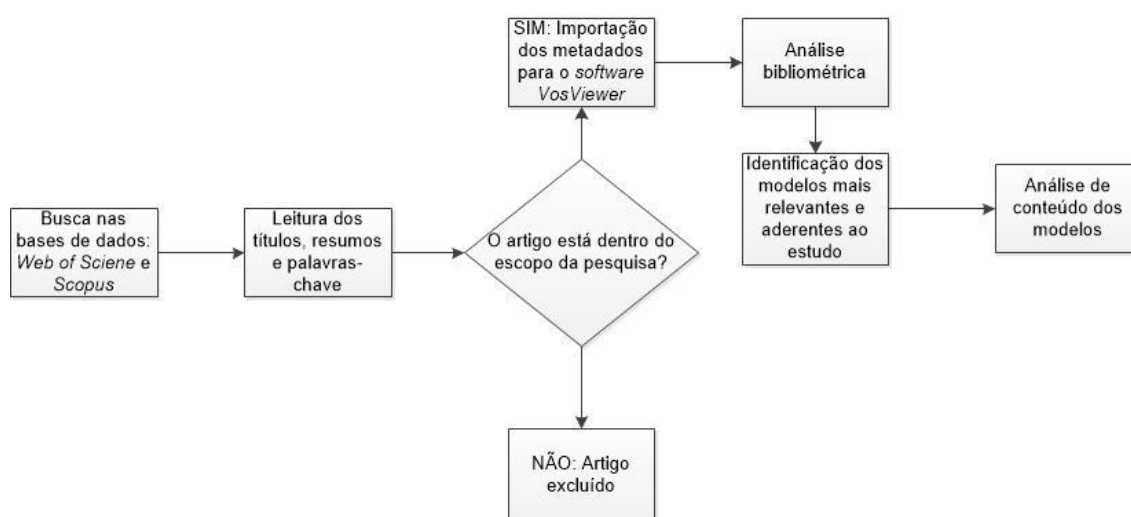 Busca nas
bases de dados:
Web of Sciene e
Scopus
Leitura dos
títulos, resumos
e palavras-
chave
O artigo está dentro do
escopo da pesquisa?
SIM: Importação
dos metadados
para o software
VosViewer
Análise
bibliométrica
Identificação dos
modelos mais
relevantes e
aderentes ao
estudo
Análise de
conteúdo dos
modelos
NÃO: Artigo
excluído